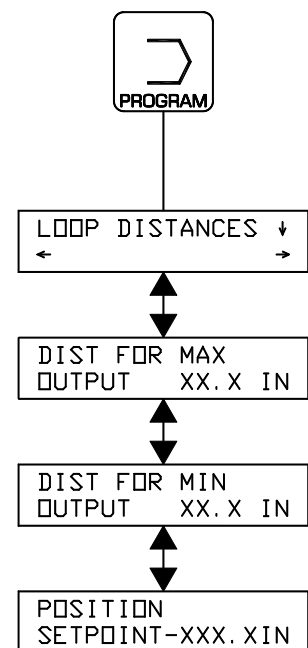 PROGRAM
LOOP DISTANCES ↓
← →
DIST FOR MAX
OUTPUT XX.X IN
DIST FOR MIN
OUTPUT XX.X IN
POSITION
SETPOINT-XXX.XIN